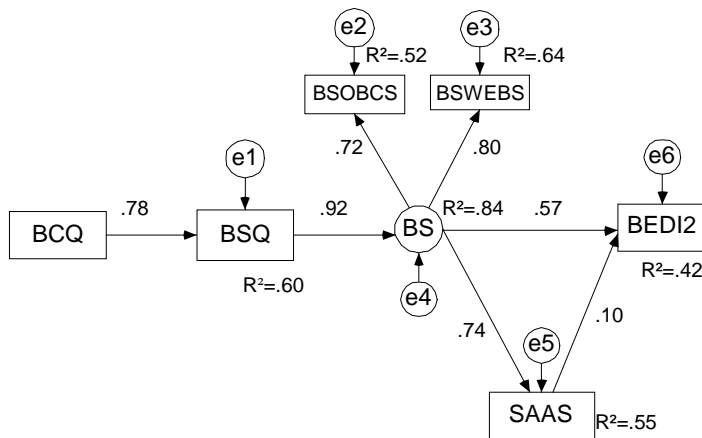 e2
e3
R²=.52
R²=.64
BSOBCS
BSWEBS
.72
.80
e1
e6
.78
.92
R²=.84
.57
BCQ
BSQ
BS
BEDI2
R²=.60
R²=.42
e4
.74
.10
e5
SAAS
R²=.55